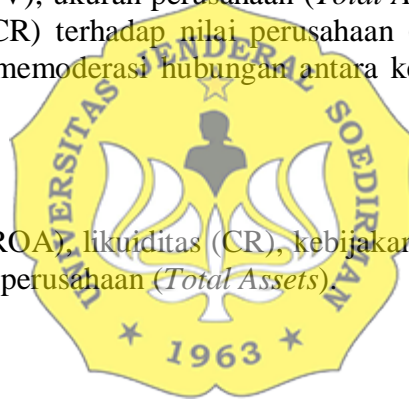 V), ukuran perusahaan (Total A
CR) terhadap nilai perusahaan
memoderasi hubungan antara k
ROA), likuiditas (CR), kebijakan
perusahaan (Total Assets).
UNIVERSITAS JENDERAL SOEDIRMAN
1963